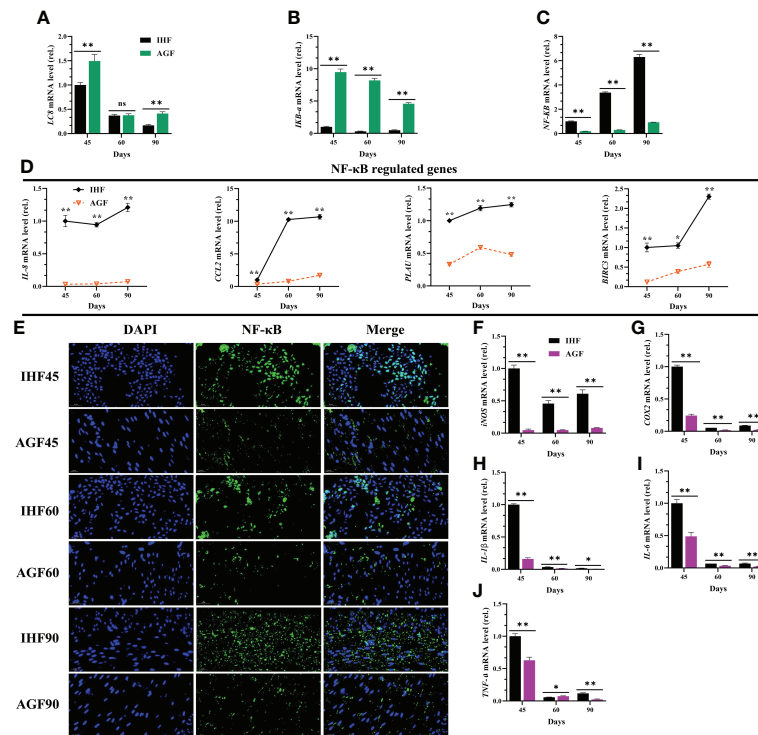 A
LC8 mRNA level (rel.)
2.0
1.5
1.0
0.5
0.0
**
ns
**
45 60 90
Days
IHF
AGF
B
IKB-a mRNA level (rel.)
15
10
5
0
**
**
**
45 60 90
Days
C
NF-KB mRNA level (rel.)
8
6
4
2
0
**
**
**
45 60 90
Days
D
NF-κB regulated genes
IHF
AGF
IL-8 mRNA level (rel.)
1.5
1.0
0.5
0.0
** ** **
45 60 90
Days
CCL2 mRNA level (rel.)
15
10
5
0
** ** **
45 60 90
Days
PLAU mRNA level (rel.)
1.5
1.0
0.5
0.0
** ** **
45 60 90
Days
BIRC3 mRNA level (rel.)
2.5
2.0
1.5
1.0
0.5
0.0
** * **
45 60 90
Days
E
DAPI NF-κB Merge
IHF45
AGF45
IHF60
AGF60
IHF90
AGF90
F
iNOS mRNA level (rel.)
1.5
1.0
0.5
0.0
** ** **
45 60 90
Days
IHF
AGF
G
COX2 mRNA level (rel.)
1.5
1.0
0.5
0.0
** ** **
45 60 90
Days
H
IL-1β mRNA level (rel.)
1.5
1.0
0.5
0.0
** ** *
45 60 90
Days
I
IL-6 mRNA level (rel.)
1.5
1.0
0.5
0.0
** ** **
45 60 90
Days
J
TNF-a mRNA level (rel.)
1.5
1.0
0.5
0.0
** * **
45 60 90
Days